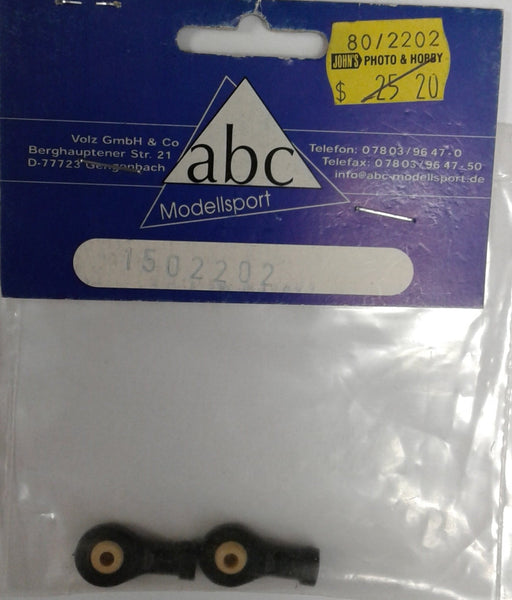 80/2202
JOHN'S PHOTO & HOBBY
$ 25 20
Volz GmbH & Co
Berghauptener Str. 21
D-77723 Gengenbach
abc
Modellsport
Telefon: 07803/96 47-0
Telefax: 07803/96 47-50
info@abc-modellsport.de
1502202